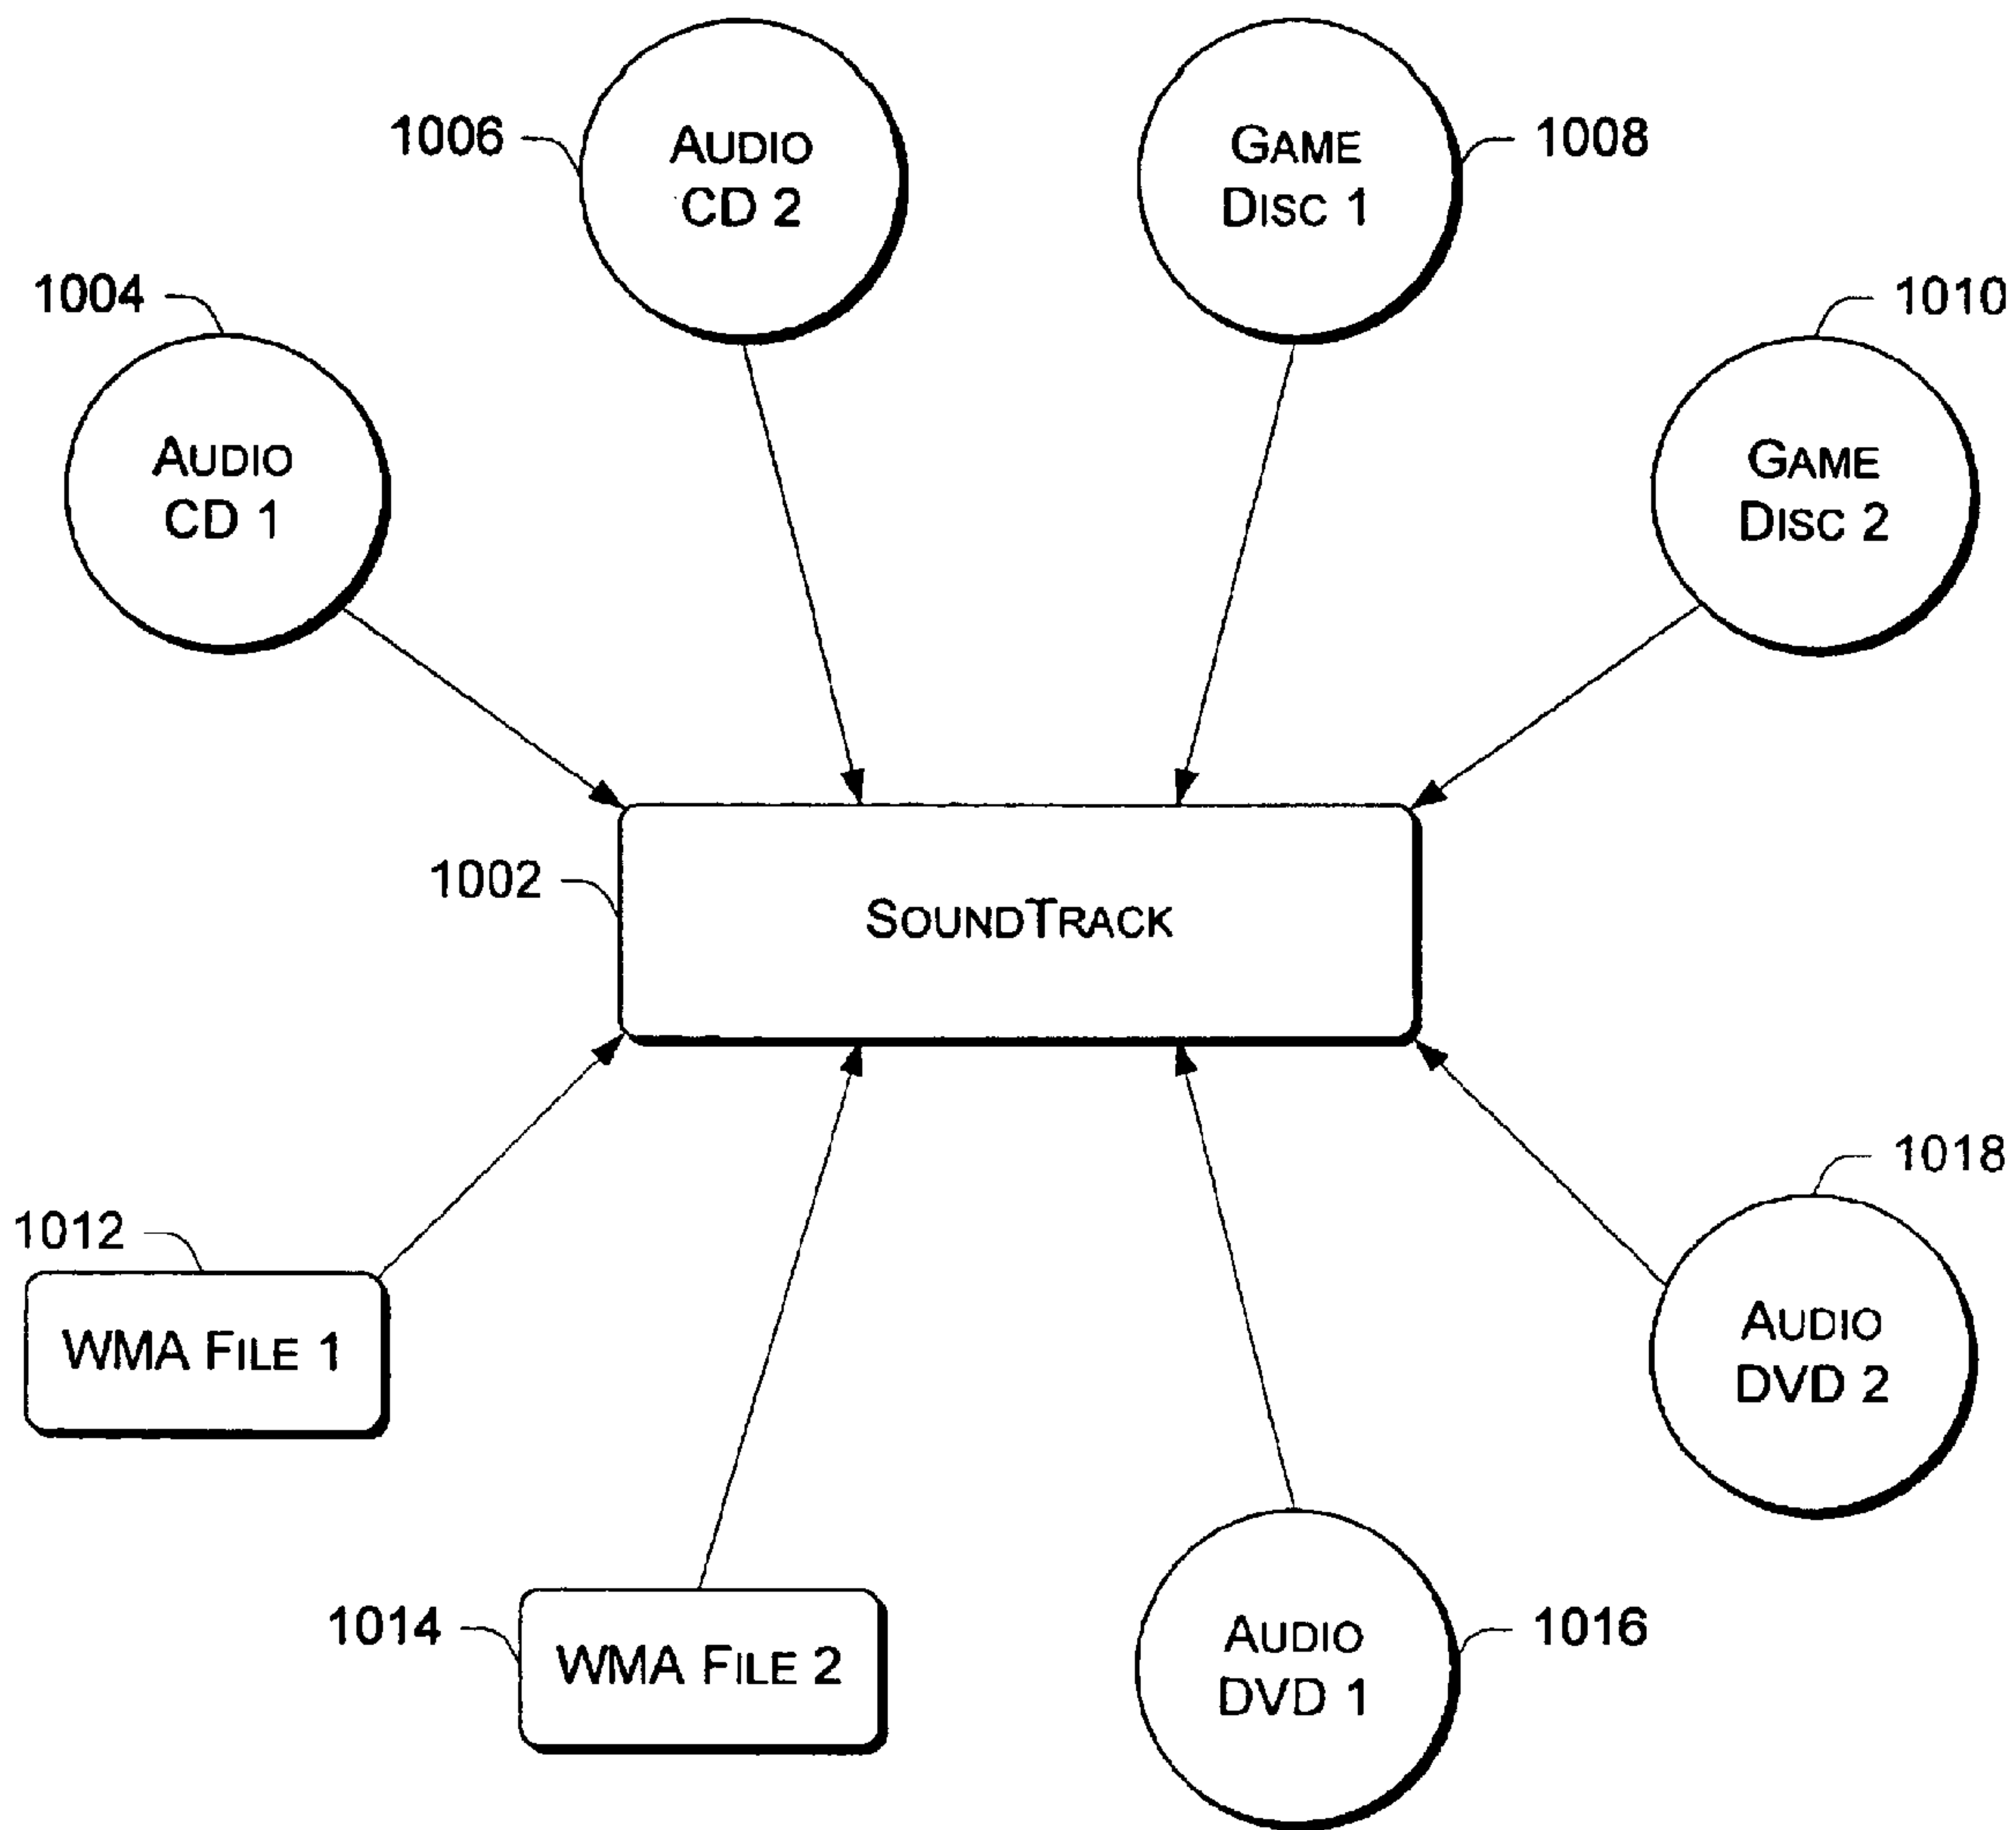 1006
AUDIO
CD 2
GAME
DISC 1
1008
1004
AUDIO
CD 1
1010
GAME
DISC 2
1002
SOUNDTRACK
1012
WMA FILE 1
1018
AUDIO
DVD 2
1014
WMA FILE 2
AUDIO
DVD 1
1016